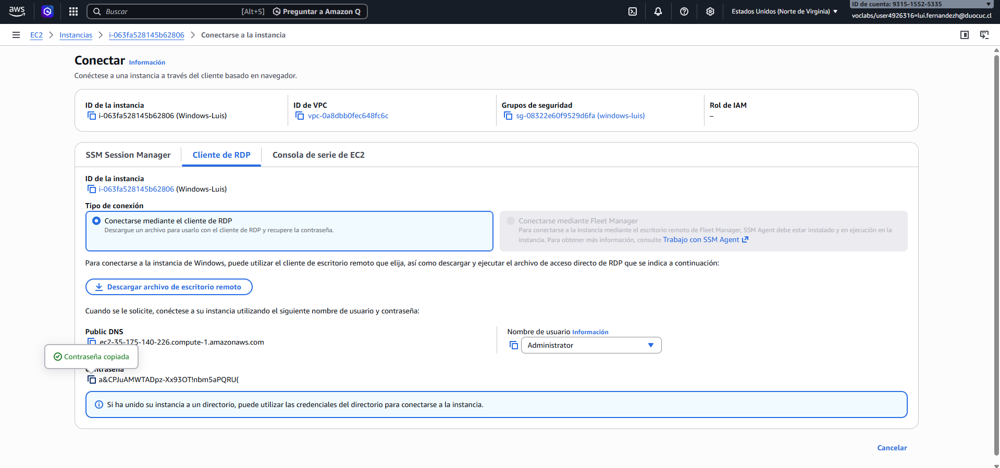 aws
Buscar [Alt+S] Preguntar a Amazon Q
Estados Unidos (Norte de Virginia)
ID de cuenta: 9315-1552-5335
voclabs/user4926316=lui.fernandezh@duocuc.cl
EC2 Instancias i-063fa528145b62806 Conectarse a la instancia
Conectar Información
Conéctese a una instancia a través del cliente basado en navegador.
ID de la instancia
i-063fa528145b62806 (Windows-Luis)
ID de VPC
vpc-0a8dbb0fec648fc6c
Grupos de seguridad
sg-08322e60f9529d6fa (windows-luis)
Rol de IAM
–
SSM Session Manager
Cliente de RDP
Consola de serie de EC2
ID de la instancia
i-063fa528145b62806 (Windows-Luis)
Tipo de conexión
Conectarse mediante el cliente de RDP
Descargue un archivo para usarlo con el cliente de RDP y recupere la contraseña.
Conectarse mediante Fleet Manager
Para conectarse a la instancia mediante el escritorio remoto de Fleet Manager, SSM Agent debe estar instalado y en ejecución en la
instancia. Para obtener más información, consulte Trabajo con SSM Agent
Para conectarse a la instancia de Windows, puede utilizar el cliente de escritorio remoto que elija, así como descargar y ejecutar el archivo de acceso directo de RDP que se indica a continuación:
Descargar archivo de escritorio remoto
Cuando se le solicite, conéctese a su instancia utilizando el siguiente nombre de usuario y contraseña:
Public DNS
ec2-35-175-140-226.compute-1.amazonaws.com
Nombre de usuario Información
Administrator
Contraseña copiada
Contraseña
a&CPJuAMWTADpz-Xx93OT!nbm5aPQRU(
Si ha unido su instancia a un directorio, puede utilizar las credenciales del directorio para conectarse a la instancia.
Cancelar